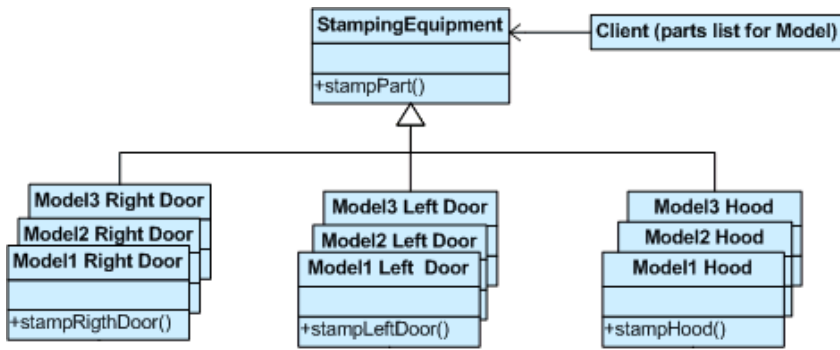 StampingEquipment
Client (parts list for Model)
+stampPart()
Model3 Right Door
Model2 Right Door
Model1 Right Door
+stampRigthDoor()
Model3 Left Door
Model2 Left Door
Model1 Left Door
+stampLeftDoor()
Model3 Hood
Model2 Hood
Model1 Hood
+stampHood()